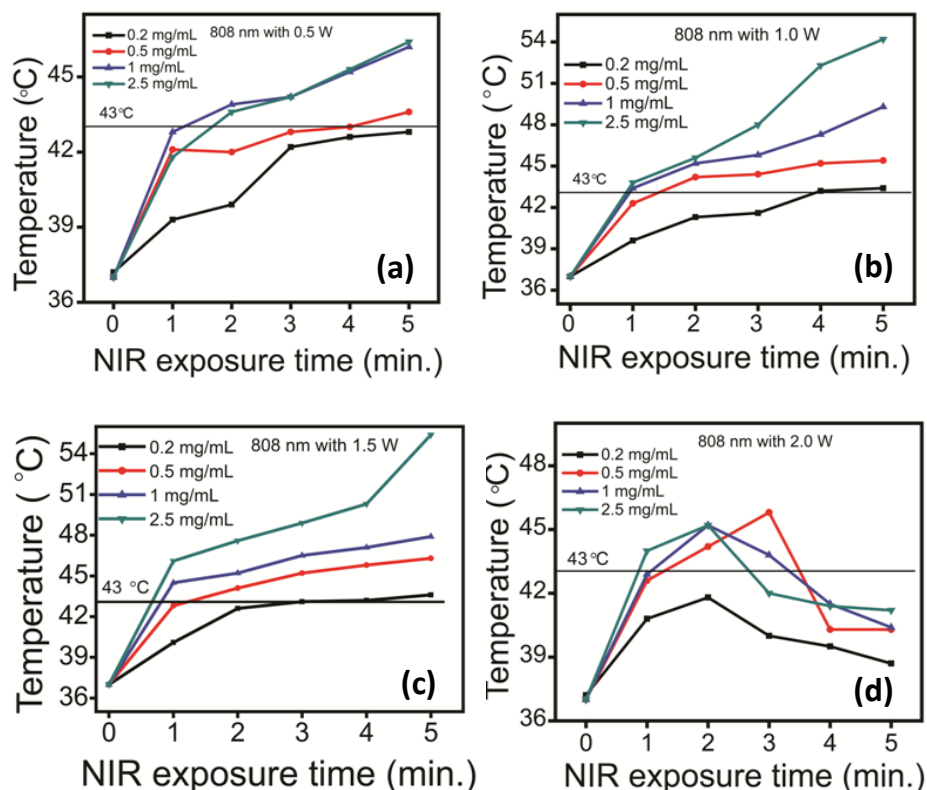 808 nm with 0.5 W
0.2 mg/mL
0.5 mg/mL
1 mg/mL
2.5 mg/mL
43°C
Temperature (°C)
45
42
39
36
(a)
0 1 2 3 4 5
NIR exposure time (min.)
808 nm with 1.0 W
0.2 mg/mL
0.5 mg/mL
1 mg/mL
2.5 mg/mL
43°C
Temperature (°C)
54
51
48
45
42
39
36
(b)
0 1 2 3 4 5
NIR exposure time (min.)
808 nm with 1.5 W
0.2 mg/mL
0.5 mg/mL
1 mg/mL
2.5 mg/mL
43 °C
Temperature (°C)
54
51
48
45
42
39
36
(c)
0 1 2 3 4 5
NIR exposure time (min.)
808 nm with 2.0 W
0.2 mg/mL
0.5 mg/mL
1 mg/mL
2.5 mg/mL
43°C
Temperature (°C)
48
45
42
39
36
(d)
0 1 2 3 4 5
NIR exposure time (min.)